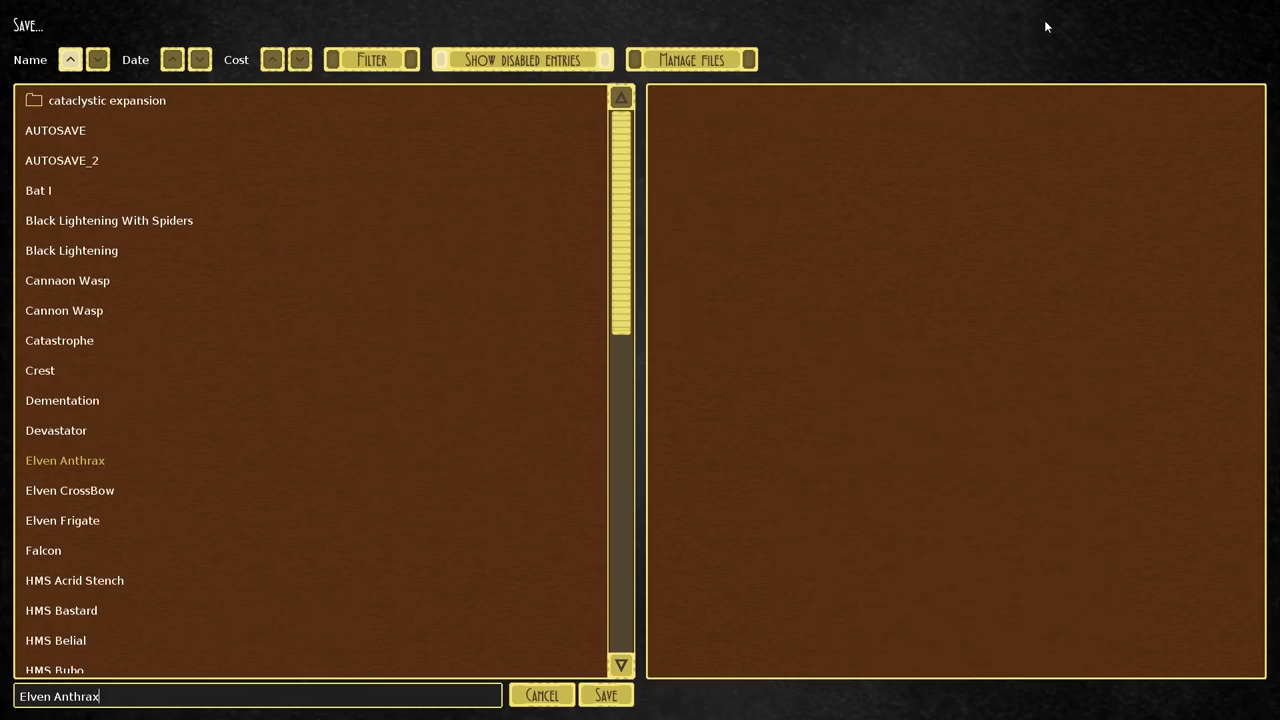 Save...
Name Date Cost Filter Show disabled entries Manage files
cataclystic expansion
AUTOSAVE
AUTOSAVE_2
Bat I
Black Lightening With Spiders
Black Lightening
Cannaon Wasp
Cannon Wasp
Catastrophe
Crest
Dementation
Devastator
Elven Anthrax
Elven CrossBow
Elven Frigate
Falcon
HMS Acrid Stench
HMS Bastard
HMS Belial
HMS Bubo
Elven Anthrax Cancel Save